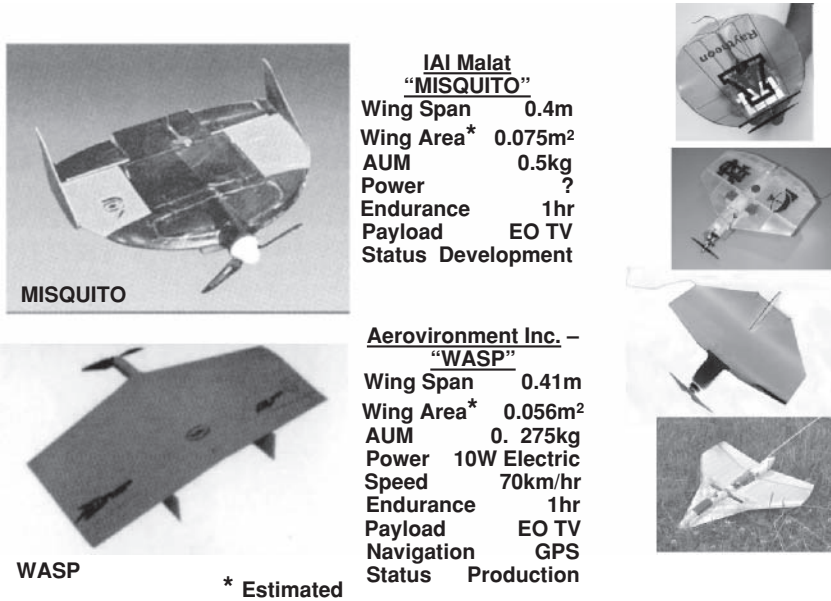 IAI Malat
“MISQUITO”
Wing Span 0.4m
Wing Area* 0.075m²
AUM 0.5kg
Power ?
Endurance 1hr
Payload EO TV
Status Development
MISQUITO
Aerovironment Inc. –
“WASP”
Wing Span 0.41m
Wing Area* 0.056m²
AUM 0. 275kg
Power 10W Electric
Speed 70km/hr
Endurance 1hr
Payload EO TV
Navigation GPS
Status Production
WASP
* Estimated
Raytheon